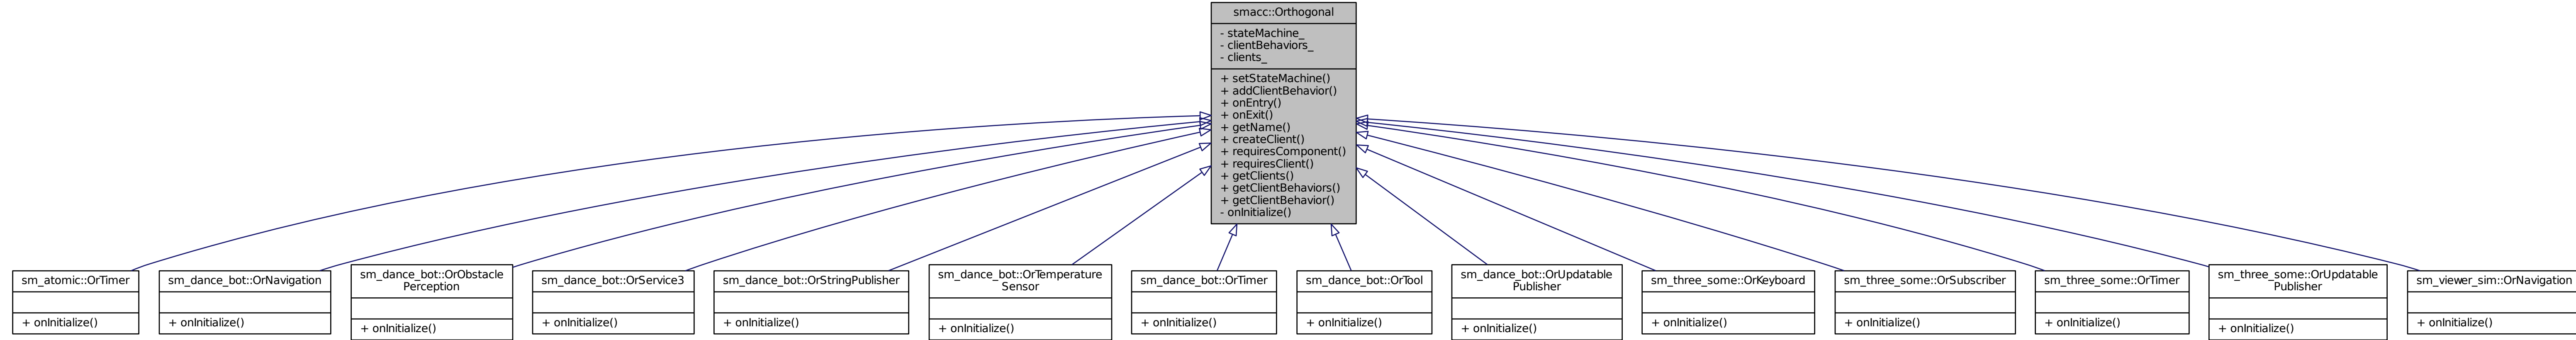 smacc::Orthogonal
- stateMachine_
- clientBehaviors_
- clients_
+ setStateMachine()
+ addClientBehavior()
+ onEntry()
+ onExit()
+ getName()
+ createClient()
+ requiresComponent()
+ requiresClient()
+ getClients()
+ getClientBehaviors()
+ getClientBehavior()
- onInitialize()
sm_atomic::OrTimer
+ onInitialize()
sm_dance_bot::OrNavigation
+ onInitialize()
sm_dance_bot::OrObstacle
Perception
+ onInitialize()
sm_dance_bot::OrService3
+ onInitialize()
sm_dance_bot::OrStringPublisher
+ onInitialize()
sm_dance_bot::OrTemperature
Sensor
+ onInitialize()
sm_dance_bot::OrTimer
+ onInitialize()
sm_dance_bot::OrTool
+ onInitialize()
sm_dance_bot::OrUpdatable
Publisher
+ onInitialize()
sm_three_some::OrKeyboard
+ onInitialize()
sm_three_some::OrSubscriber
+ onInitialize()
sm_three_some::OrTimer
+ onInitialize()
sm_three_some::OrUpdatable
Publisher
+ onInitialize()
sm_viewer_sim::OrNavigation
+ onInitialize()